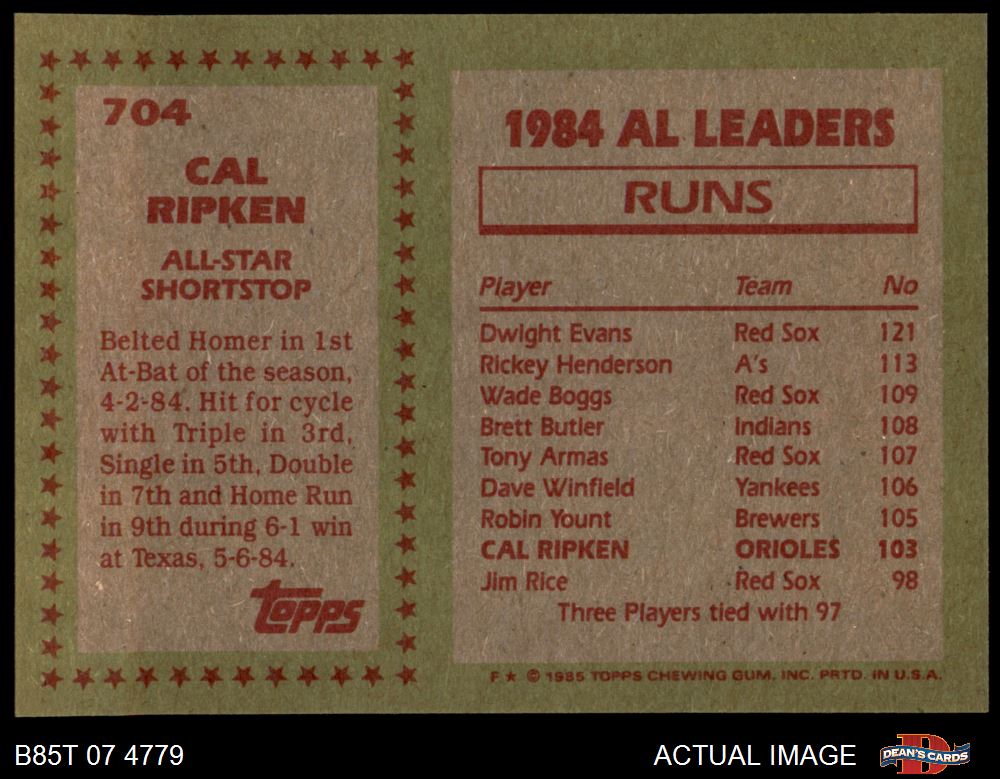 704
CAL
RIPKEN
ALL-STAR
SHORTSTOP
Belted Homer in 1st
At-Bat of the season,
4-2-84. Hit for cycle
with Triple in 3rd,
Single in 5th, Double
in 7th and Home Run
in 9th during 6-1 win
at Texas, 5-6-84.
topps
1984 AL LEADERS
RUNS
Player Team No
Dwight Evans Red Sox 121
Rickey Henderson A's 113
Wade Boggs Red Sox 109
Brett Butler Indians 108
Tony Armas Red Sox 107
Dave Winfield Yankees 106
Robin Yount Brewers 105
CAL RIPKEN ORIOLES 103
Jim Rice Red Sox 98
Three Players tied with 97
F ★ © 1985 TOPPS CHEWING GUM, INC. PRTD. IN U.S.A.
B85T 07 4779
ACTUAL IMAGE
D
DEAN'S CARDS